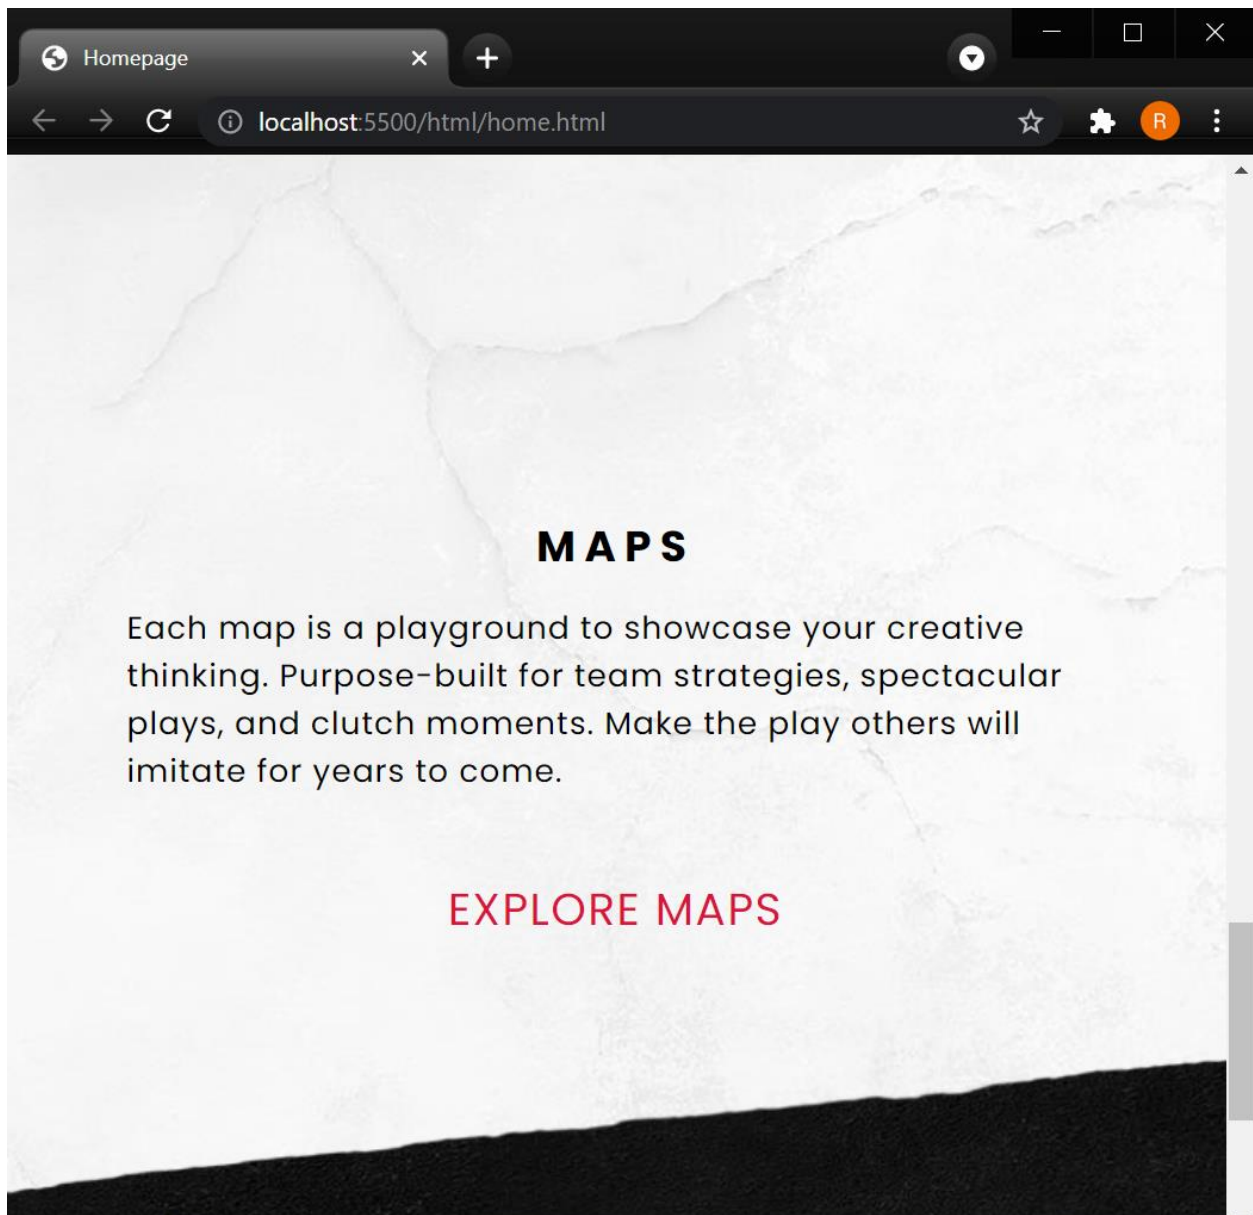 Homepage
localhost:5500/html/home.html
R
MAPS
Each map is a playground to showcase your creative
thinking. Purpose-built for team strategies, spectacular
plays, and clutch moments. Make the play others will
imitate for years to come.
EXPLORE MAPS